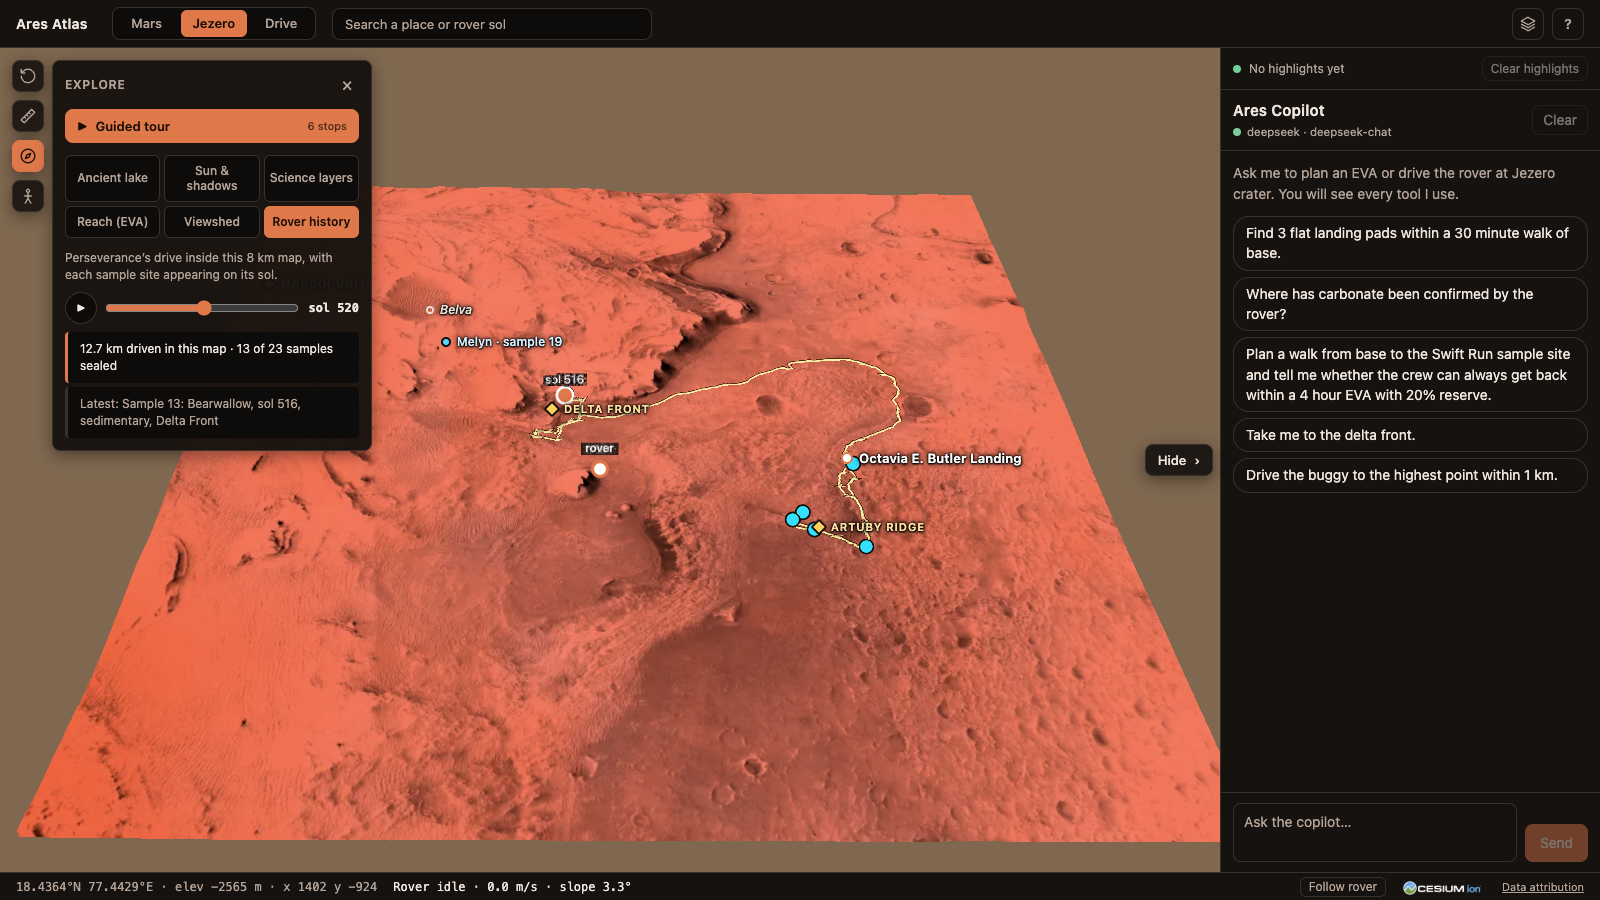 Ares Atlas
Mars
Jezero
Drive
Search a place or rover sol
?
EXPLORE
Guided tour
6 stops
Ancient lake
Sun &
shadows
Science layers
Reach (EVA)
Viewshed
Rover history
Perseverance's drive inside this 8 km map, with
each sample site appearing on its sol.
MARGIN UNIT
sol 520
12.7 km driven in this map · 13 of 23 samples
sealed
Latest: Sample 13: Bearwallow, sol 516,
sedimentary, Delta Front
Belva
Melyn · sample 19
sol 516
DELTA FRONT
rover
Octavia E. Butler Landing
ARTUBY RIDGE
Hide ›
No highlights yet
Clear highlights
Ares Copilot
Clear
deepseek · deepseek-chat
Ask me to plan an EVA or drive the rover at Jezero
crater. You will see every tool I use.
Find 3 flat landing pads within a 30 minute walk of
base.
Where has carbonate been confirmed by the
rover?
Plan a walk from base to the Swift Run sample site
and tell me whether the crew can always get back
within a 4 hour EVA with 20% reserve.
Take me to the delta front.
Drive the buggy to the highest point within 1 km.
Ask the copilot...
Send
18.4364°N 77.4429°E · elev −2565 m · x 1402 y −924
Rover idle · 0.0 m/s · slope 3.3°
Follow rover
CESIUM ion
Data attribution